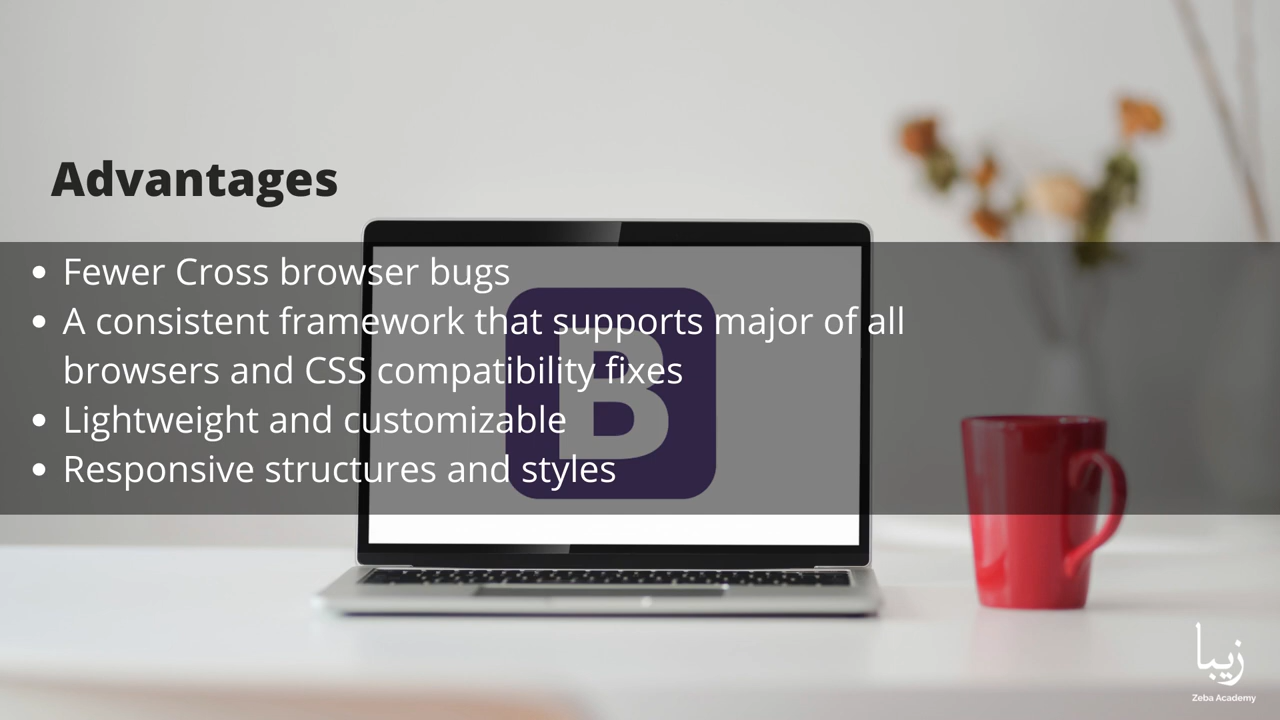 Advantages
• Fewer Cross browser bugs
• A consistent framework that supports major of all
browsers and CSS compatibility fixes
• Lightweight and customizable
• Responsive structures and styles
B
زیبا
Zeba Academy